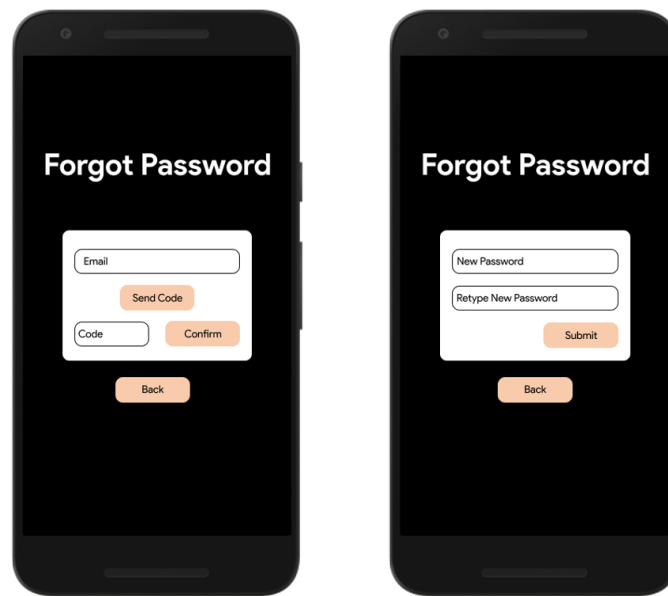 Forgot Password
Email
Send Code
Code
Confirm
Back
Forgot Password
New Password
Retype New Password
Submit
Back